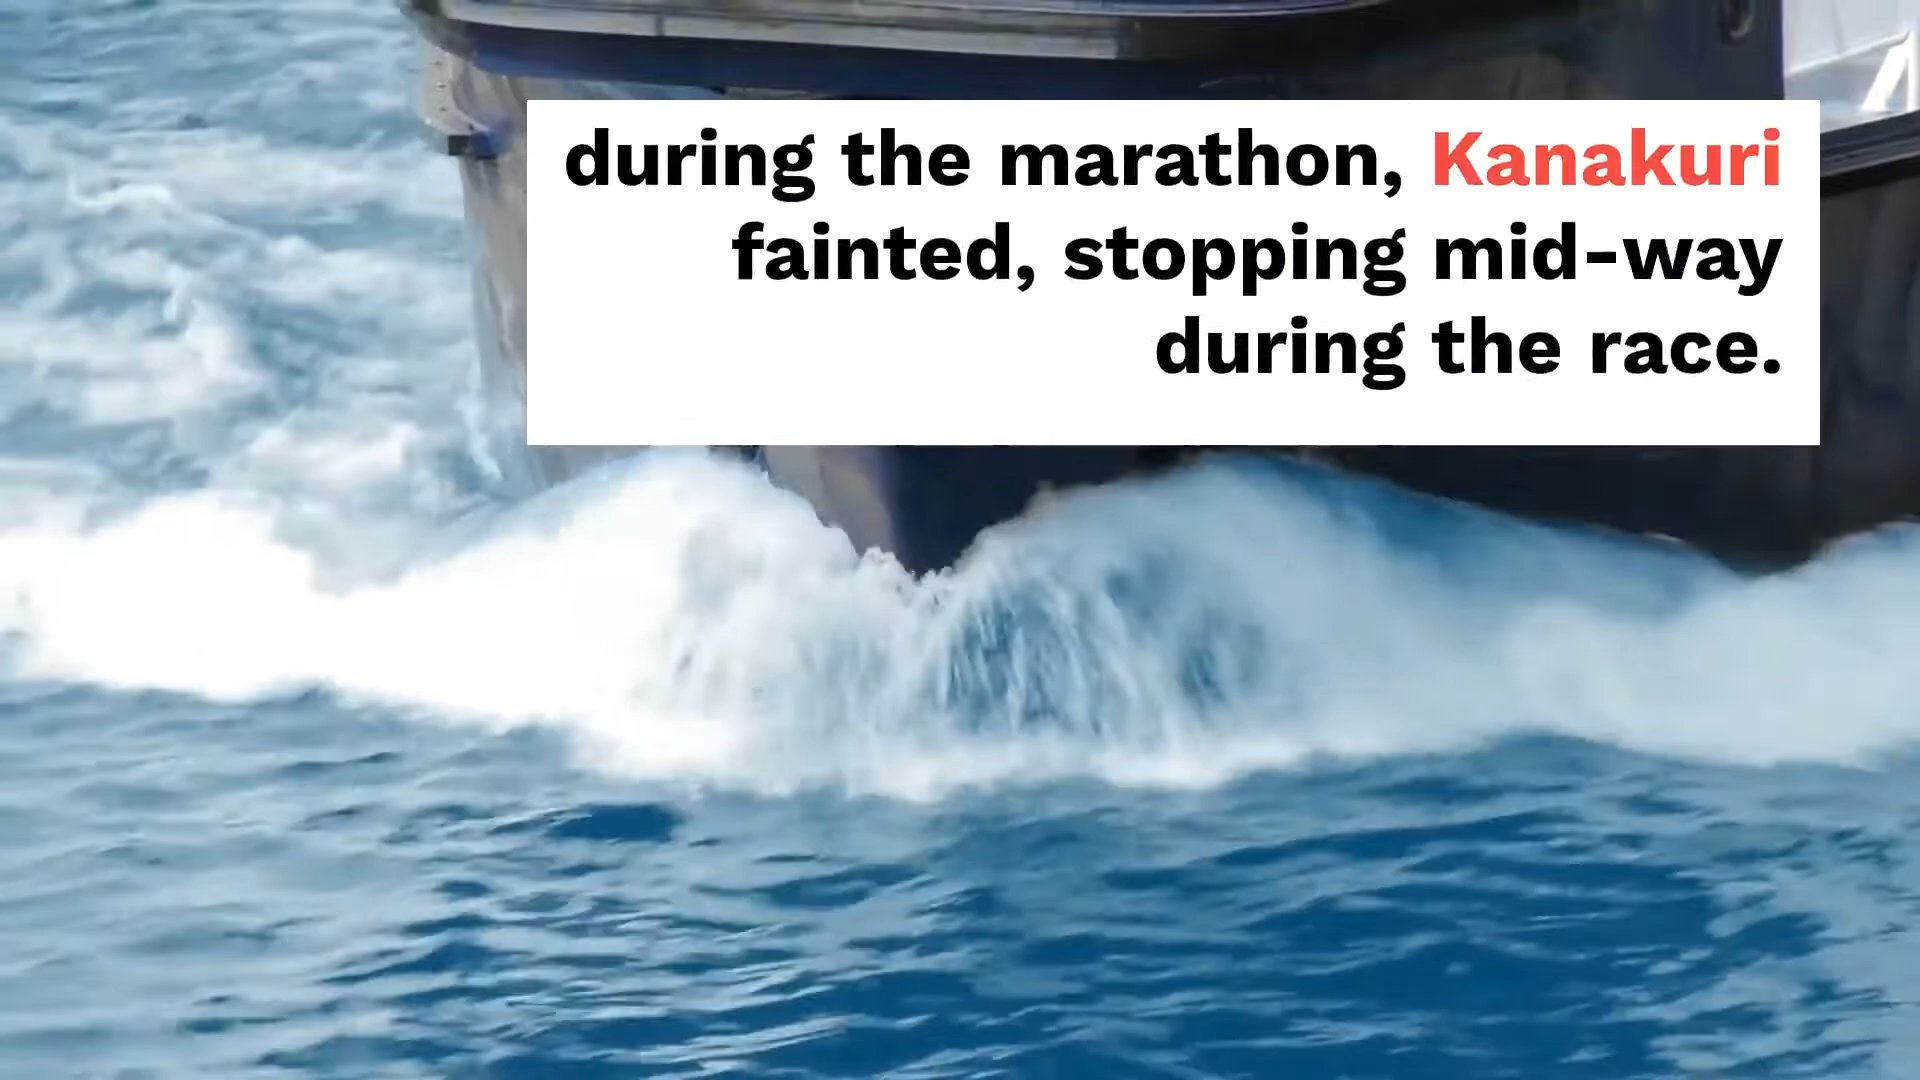 during the marathon, Kanakuri
fainted, stopping mid-way
during the race.